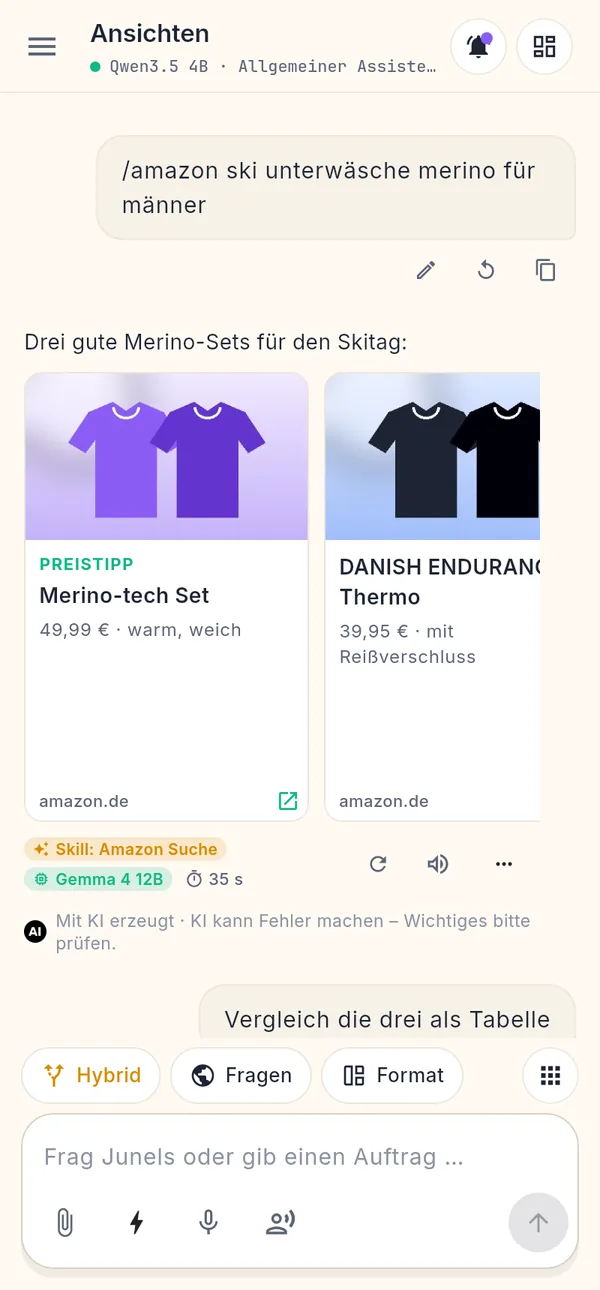 Ansichten
Qwen3.5 4B · Allgemeiner Assiste…
/amazon ski unterwäsche merino für
männer
Drei gute Merino-Sets für den Skitag:
PREISTIPP
Merino-tech Set
49,99 € · warm, weich
amazon.de
DANISH ENDURANC
Thermo
39,95 € · mit
Reißverschluss
amazon.de
Skill: Amazon Suche
Gemma 4 12B
35 s
AI
Mit KI erzeugt · KI kann Fehler machen – Wichtiges bitte
prüfen.
Vergleich die drei als Tabelle
Hybrid
Fragen
Format
Frag Junels oder gib einen Auftrag ...